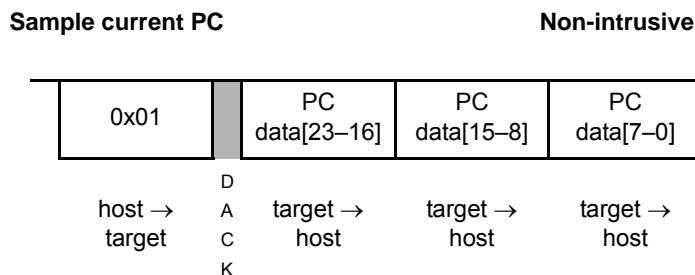 Sample current PC Non-intrusive
0x01
PC
data[23–16]
PC
data[15–8]
PC
data[7–0]
host →
target
D
A
C
K
target →
host
target →
host
target →
host